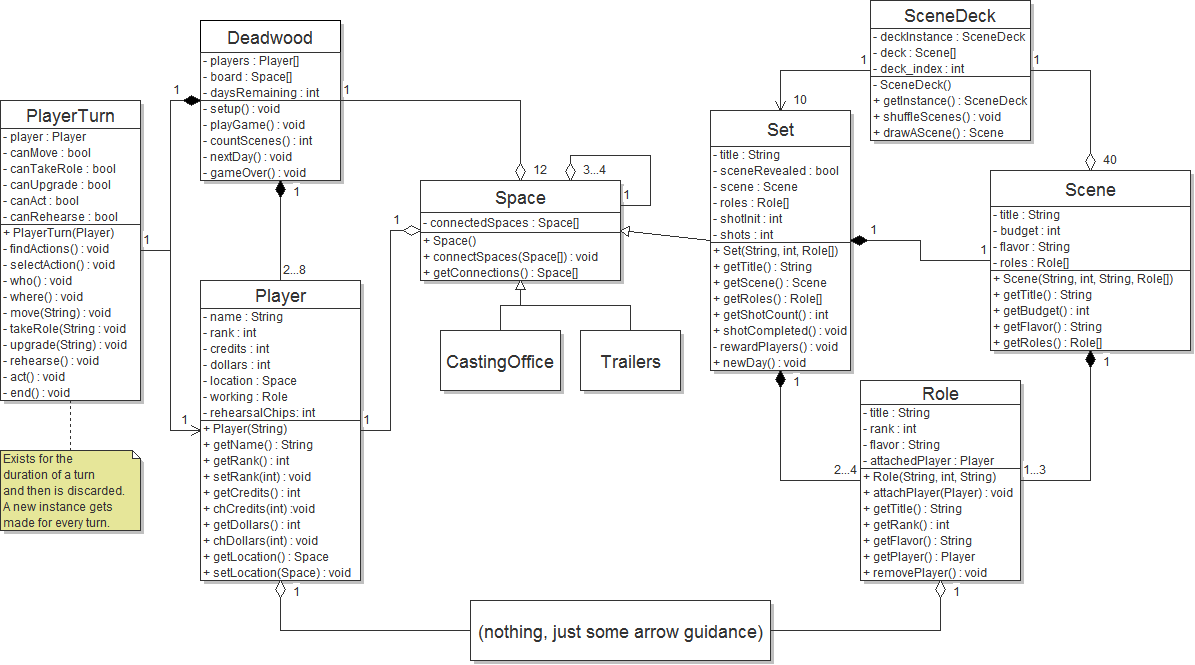 Deadwood
- players : Player[]
- board : Space[]
- daysRemaining : int
- setup() : void
- playGame() : void
- countScenes() : int
- nextDay() : void
- gameOver() : void
1
1
1
PlayerTurn
- player : Player
- canMove : bool
- canTakeRole : bool
- canUpgrade : bool
- canAct : bool
- canRehearse : bool
+ PlayerTurn(Player)
- findActions() : void
- selectAction() : void
- who() : void
- where() : void
- move(String) : void
- takeRole(String : void
- upgrade(String) : void
- rehearse() : void
- act() : void
- end() : void
1
1
Exists for the
duration of a turn
and then is discarded.
A new instance gets
made for every turn.
2...8
Player
- name : String
- rank : int
- credits : int
- dollars : int
- location : Space
- working : Role
- rehearsalChips: int
+ Player(String)
+ getName() : String
+ getRank() : int
+ setRank(int) : void
+ getCredits() : int
+ chCredits(int) :void
+ getDollars() : int
+ chDollars(int) : void
+ getLocation() : Space
+ setLocation(Space) : void
1
1
1
12
3...4
1
Space
- connectedSpaces : Space[]
+ Space()
+ connectSpaces(Space[]) : void
+ getConnections() : Space[]
CastingOffice
Trailers
SceneDeck
- deckInstance : SceneDeck
- deck : Scene[]
- deck_index : int
- SceneDeck()
+ getInstance() : SceneDeck
+ shuffleScenes() : void
+ drawAScene() : Scene
1
1
10
40
Set
- title : String
- sceneRevealed : bool
- scene : Scene
- roles : Role[]
- shotInit : int
- shots : int
+ Set(String, int, Role[])
+ getTitle() : String
+ getScene() : Scene
+ getRoles() : Role[]
+ getShotCount() : int
+ shotCompleted() : void
- rewardPlayers() : void
+ newDay() : void
1
1
1
Scene
- title : String
- budget : int
- flavor : String
- roles : Role[]
+ Scene(String, int, String, Role[])
+ getTitle() : String
+ getBudget() : int
+ getFlavor() : String
+ getRoles() : Role[]
1
2...4
1...3
Role
- title : String
- rank : int
- flavor : String
- attachedPlayer : Player
+ Role(String, int, String)
+ attachPlayer(Player) : void
+ getTitle() : String
+ getRank() : int
+ getFlavor() : String
+ getPlayer() : Player
+ removePlayer() : void
1
(nothing, just some arrow guidance)